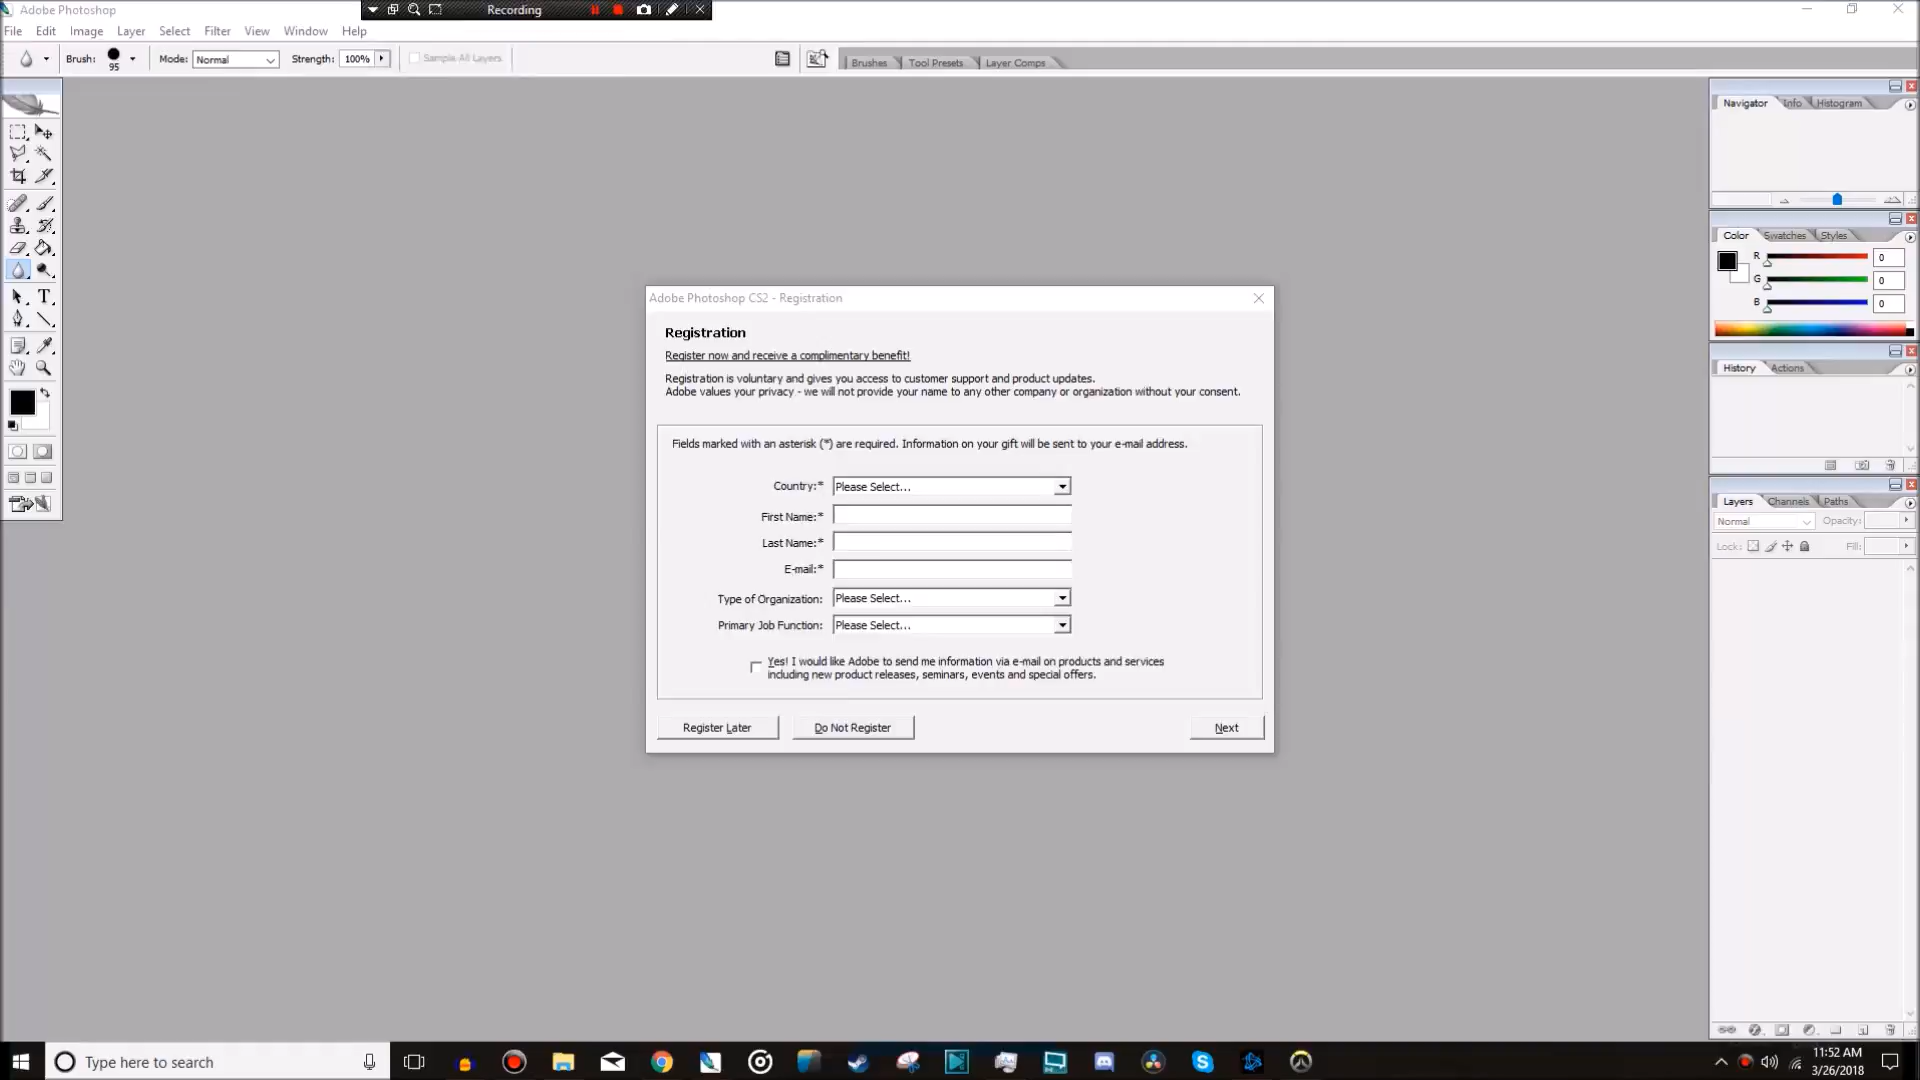 Adobe Photoshop
Recording
File Edit Image Layer Select Filter View Window Help
Brush: 95 Mode: Normal Strength: 100% Sample All Layers
Brushes Tool Presets Layer Comps
Navigator Info Histogram
Color Swatches Styles
R 0
G 0
B 0
History Actions
Layers Channels Paths
Normal Opacity:
Lock: Fill:
Adobe Photoshop CS2 - Registration
Registration
Register now and receive a complimentary benefit!
Registration is voluntary and gives you access to customer support and product updates.
Adobe values your privacy - we will not provide your name to any other company or organization without your consent.
Fields marked with an asterisk (*) are required. Information on your gift will be sent to your e-mail address.
Country:* Please Select...
First Name:*
Last Name:*
E-mail:*
Type of Organization: Please Select...
Primary Job Function: Please Select...
Yes! I would like Adobe to send me information via e-mail on products and services
including new product releases, seminars, events and special offers.
Register Later Do Not Register Next
Type here to search
11:52 AM
3/26/2018